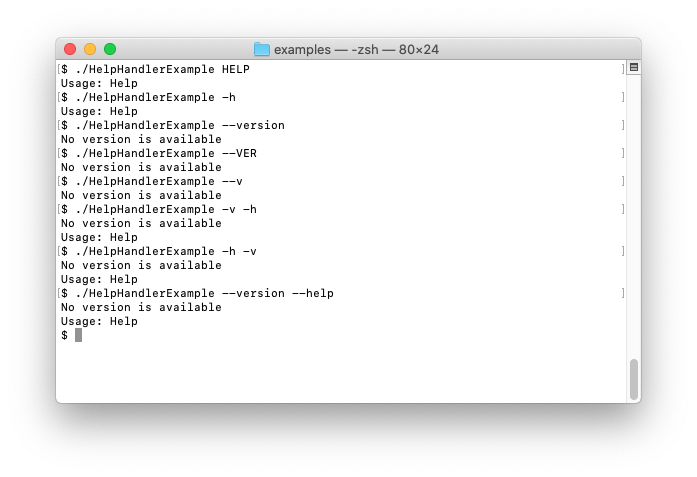 examples — -zsh — 80×24
[$ ./HelpHandlerExample HELP ]
Usage: Help
[$ ./HelpHandlerExample -h ]
Usage: Help
[$ ./HelpHandlerExample --version ]
No version is available
[$ ./HelpHandlerExample --VER ]
No version is available
[$ ./HelpHandlerExample --v ]
No version is available
[$ ./HelpHandlerExample -v -h ]
No version is available
Usage: Help
[$ ./HelpHandlerExample -h -v ]
No version is available
Usage: Help
[$ ./HelpHandlerExample --version --help ]
No version is available
Usage: Help
$